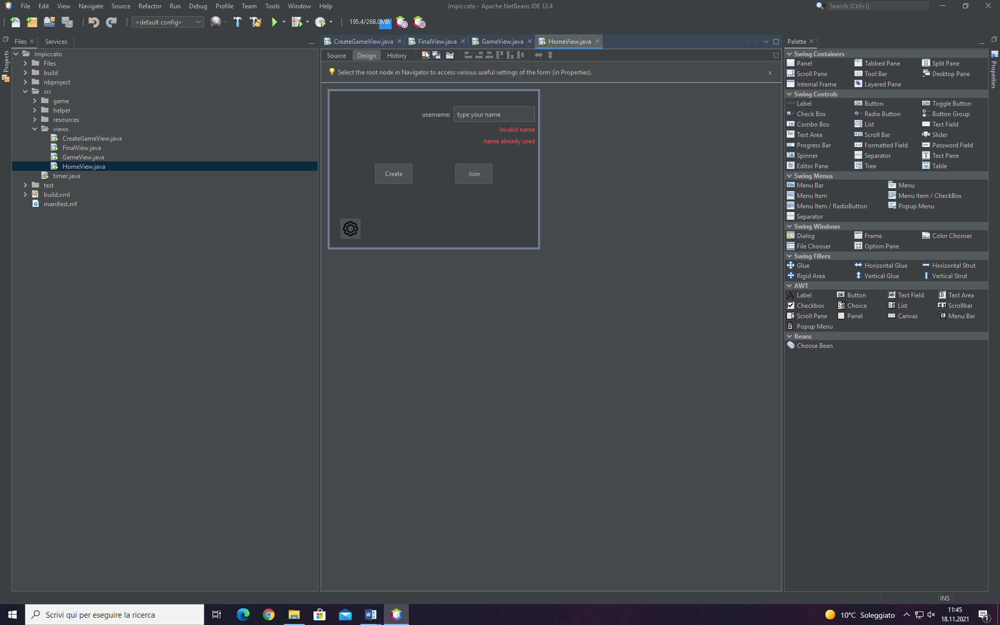 File Edit View Navigate Source Refactor Run Debug Profile Team Tools Window Help
Impiccato - Apache NetBeans IDE 12.4
Search (Ctrl+I)
<default config>
195.4/268.0MB
Files
Services
CreateGameView.java
FinalView.java
GameView.java
HomeView.java
Palette
Projects
Properties
Impiccato
Files
build
nbproject
src
game
helper
resources
views
CreateGameView.java
FinalView.java
GameView.java
HomeView.java
timer.java
test
build.xml
manifest.mf
Source Design History
Select the root node in Navigator to access various useful settings of the form (in Properties).
x
username: type your name
Invalid name
name already used
Create Join
Swing Containers
Panel Tabbed Pane Split Pane
Scroll Pane Tool Bar Desktop Pane
Internal Frame Layered Pane
Swing Controls
Label Button Toggle Button
Check Box Radio Button Button Group
Combo Box List Text Field
Text Area Scroll Bar Slider
Progress Bar Formatted Field Password Field
Spinner Separator Text Pane
Editor Pane Tree Table
Swing Menus
Menu Bar Menu
Menu Item Menu Item / CheckBox
Menu Item / RadioButton Popup Menu
Separator
Swing Windows
Dialog Frame Color Chooser
File Chooser Option Pane
Swing Fillers
Glue Horizontal Glue Horizontal Strut
Rigid Area Vertical Glue Vertical Strut
AWT
Label Button Text Field Text Area
Checkbox Choice List Scrollbar
Scroll Pane Panel Canvas Menu Bar
Popup Menu
Beans
Choose Bean
INS
Scrivi qui per eseguire la ricerca
10°C Soleggiato
11:45
18.11.2021
1